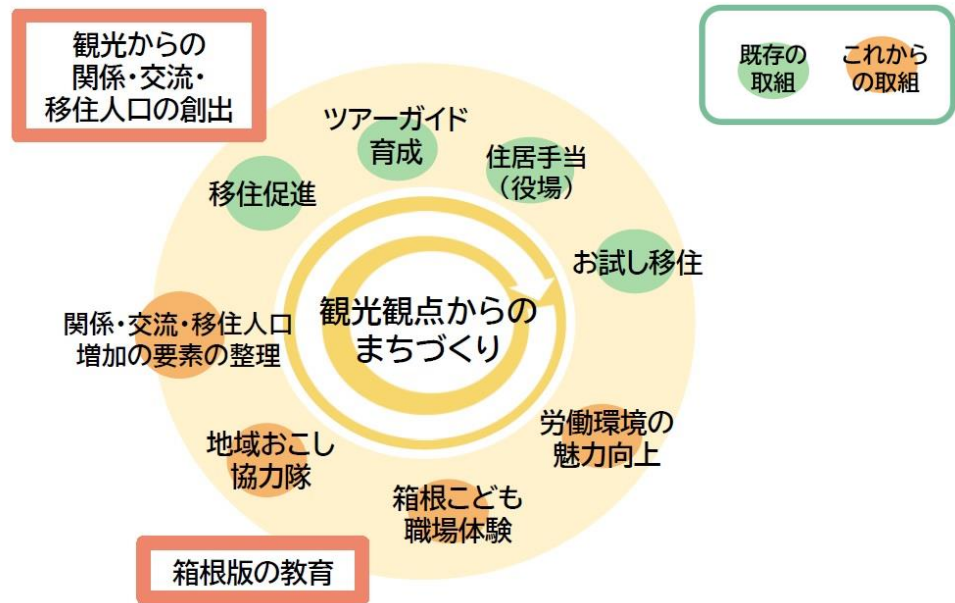 観光からの
関係・交流・
移住人口の創出
既存の
取組
これから
の取組
ツアーガイド
育成
住居手当
（役場）
移住促進
お試し移住
観光観点からの
まちづくり
関係・交流・移住人口
増加の要素の整理
労働環境の
魅力向上
地域おこし
協力隊
箱根こども
職場体験
箱根版の教育